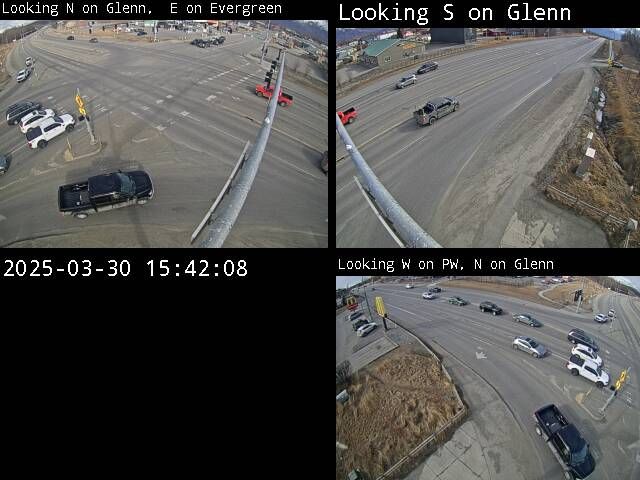 Looking N on Glenn, E on Evergreen
Looking S on Glenn
2025-03-30 15:42:08
Looking W on PW, N on Glenn